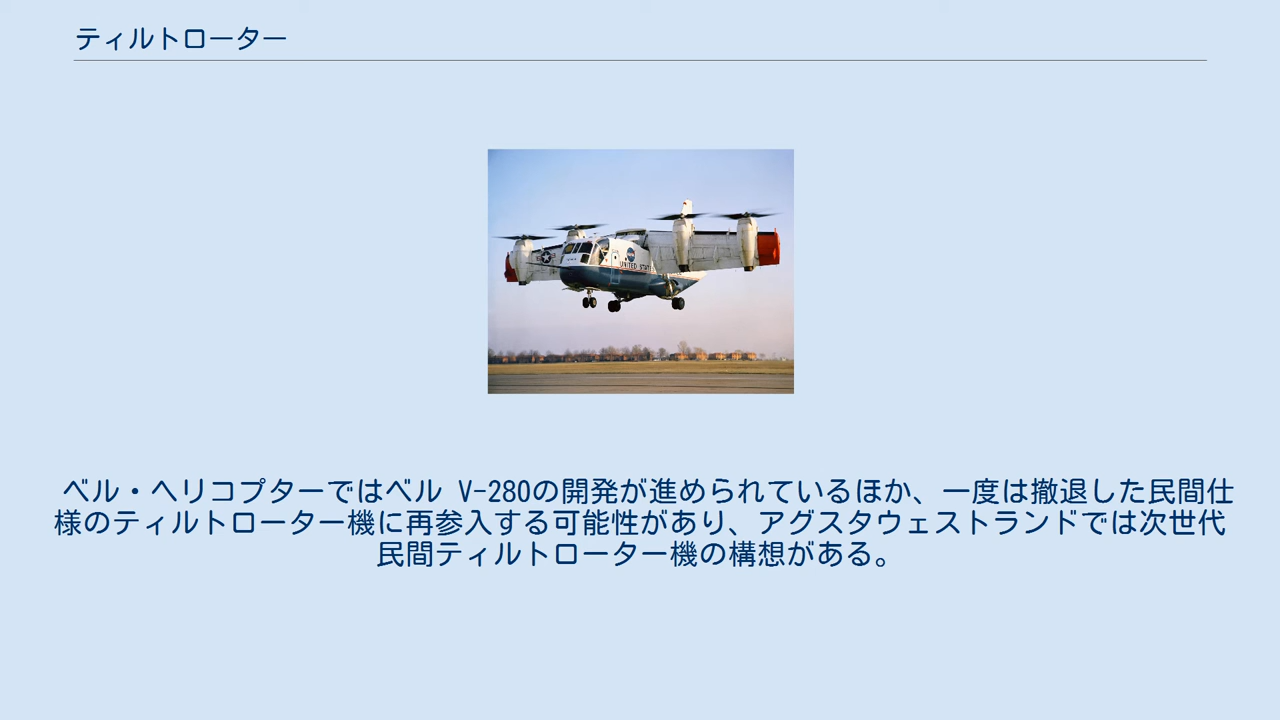 ティルトローター
UNITED STATES
ベル・ヘリコプターではベル V-280の開発が進められているほか、一度は撤退した民間仕
様のティルトローター機に再参入する可能性があり、アグスタウェストランドでは次世代
民間ティルトローター機の構想がある。